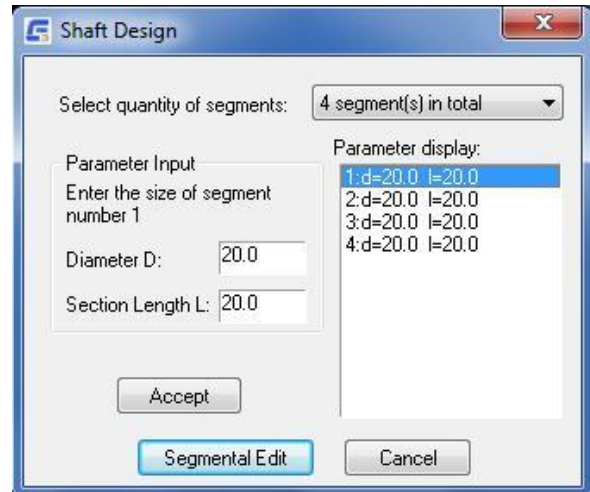 Shaft Design
Select quantity of segments:
4 segment(s) in total
Parameter Input
Enter the size of segment
number 1
Diameter D:
20.0
Section Length L:
20.0
Accept
Parameter display:
1:d=20.0 l=20.0
2:d=20.0 l=20.0
3:d=20.0 l=20.0
4:d=20.0 l=20.0
Segmental Edit
Cancel